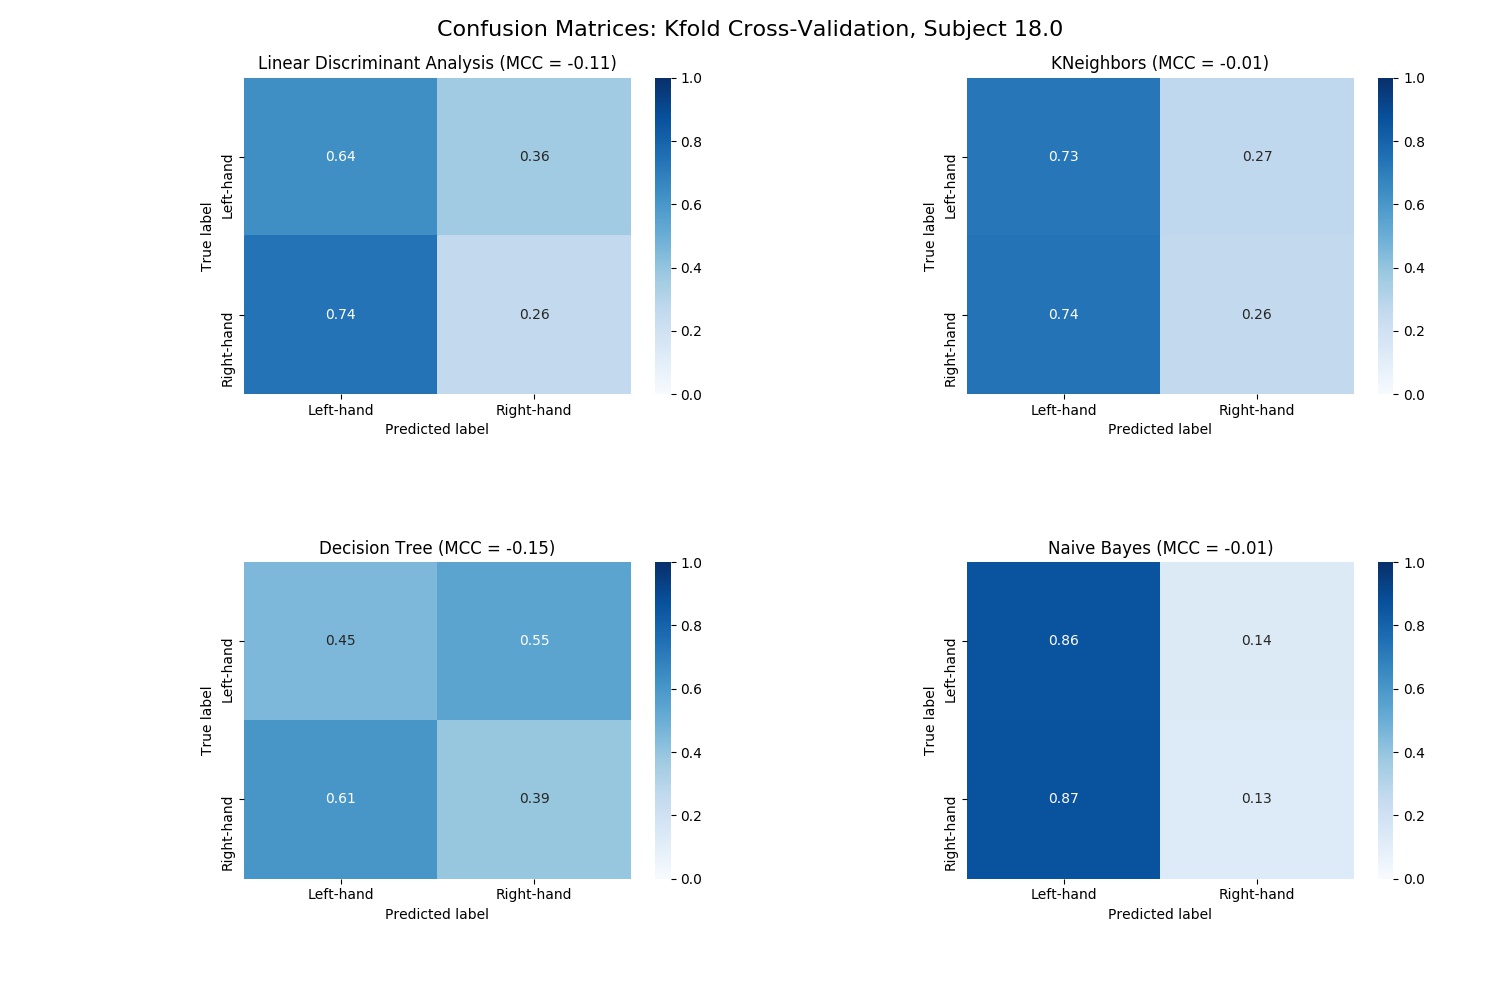 Confusion Matrices: Kfold Cross-Validation, Subject 18.0
Linear Discriminant Analysis (MCC = -0.11)
True label
Left-hand
Right-hand
0.64
0.36
0.74
0.26
Left-hand
Right-hand
Predicted label
1.0
0.8
0.6
0.4
0.2
0.0
KNeighbors (MCC = -0.01)
True label
Left-hand
Right-hand
0.73
0.27
0.74
0.26
Left-hand
Right-hand
Predicted label
1.0
0.8
0.6
0.4
0.2
0.0
Decision Tree (MCC = -0.15)
True label
Left-hand
Right-hand
0.45
0.55
0.61
0.39
Left-hand
Right-hand
Predicted label
1.0
0.8
0.6
0.4
0.2
0.0
Naive Bayes (MCC = -0.01)
True label
Left-hand
Right-hand
0.86
0.14
0.87
0.13
Left-hand
Right-hand
Predicted label
1.0
0.8
0.6
0.4
0.2
0.0